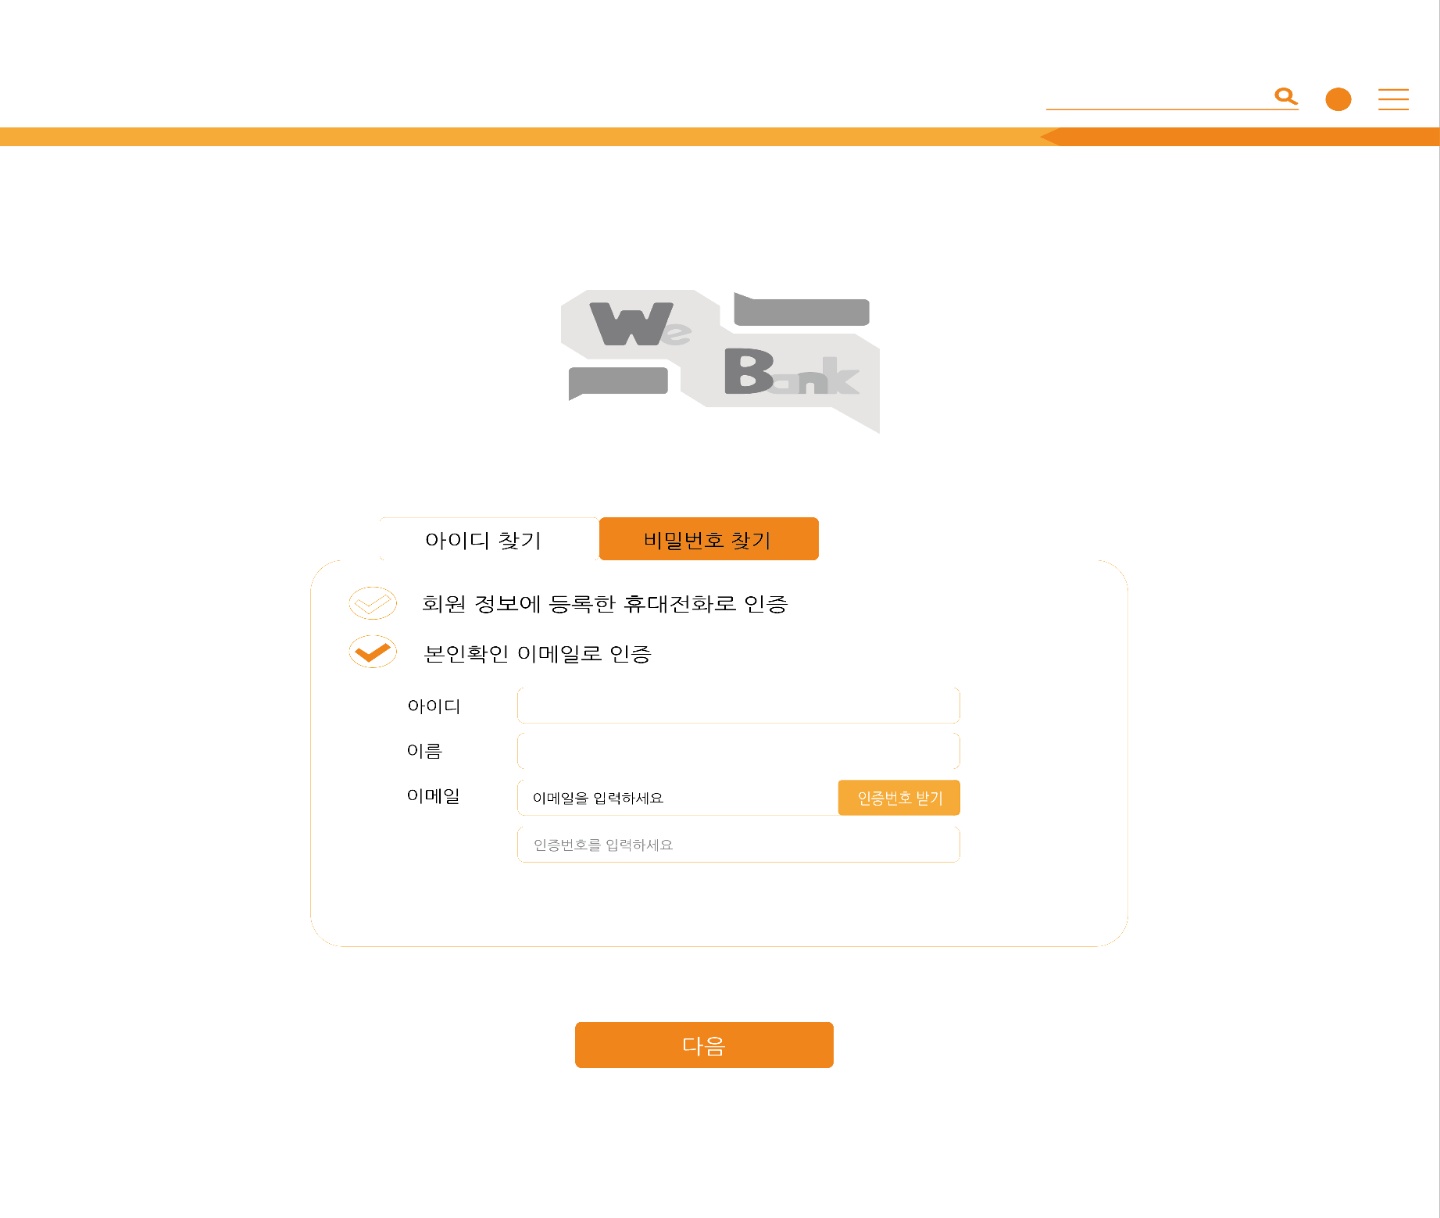 We
Bank
아이디 찾기 비밀번호 찾기
회원 정보에 등록한 휴대전화로 인증
본인확인 이메일로 인증
아이디
이름
이메일 이메일을 입력하세요 인증번호 받기
인증번호를 입력하세요
다음